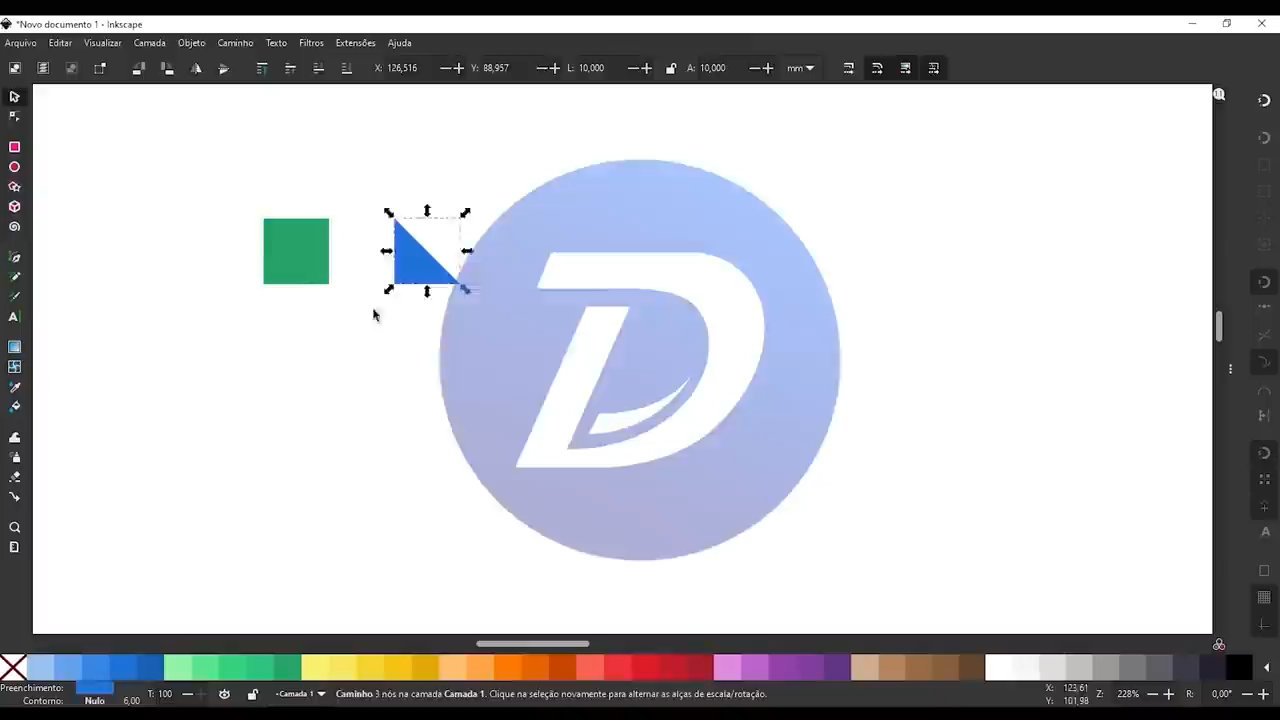 *Novo documento 1 - Inkscape
Arquivo Editar Visualizar Camada Objeto Caminho Texto Filtros Extensões Ajuda
X: 126,516 Y: 88,957 L: 10,000 A: 10,000 mm
D
Preenchimento: T: 100 -Camada 1 Caminho 3 nós na camada Camada 1. Clique na seleção novamente para alternar as alças de escala/rotação. X: 123,61 Z: 228% R: 0,00°
Contorno: Nulo 6,00 Y: 101,98